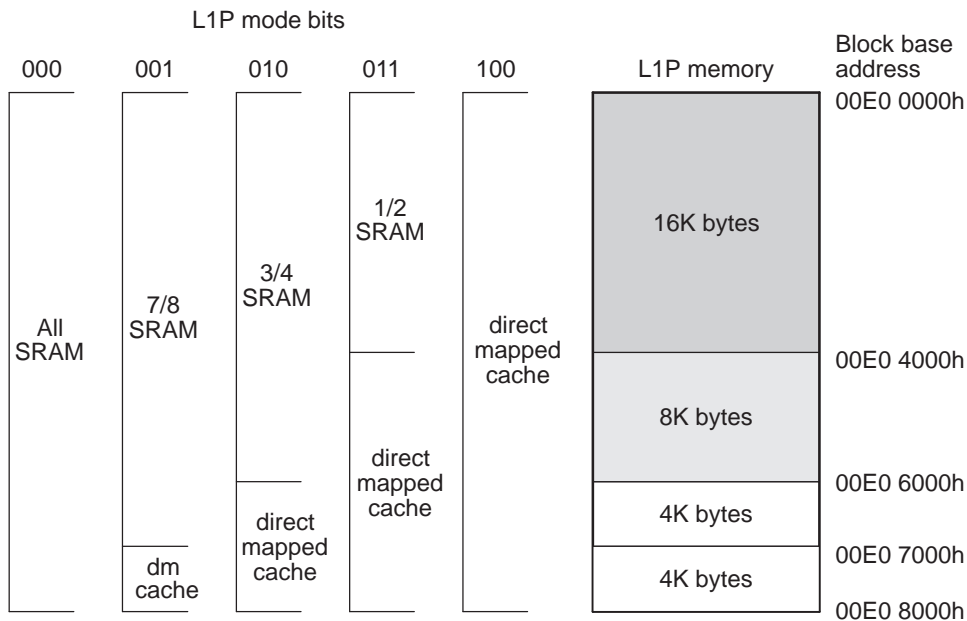 L1P mode bits
000 001 010 011 100 L1P memory
Block base
address
00E0 0000h
All
SRAM
7/8
SRAM
dm
cache
3/4
SRAM
direct
mapped
cache
1/2
SRAM
direct
mapped
cache
direct
mapped
cache
16K bytes
00E0 4000h
8K bytes
00E0 6000h
4K bytes
00E0 7000h
4K bytes
00E0 8000h